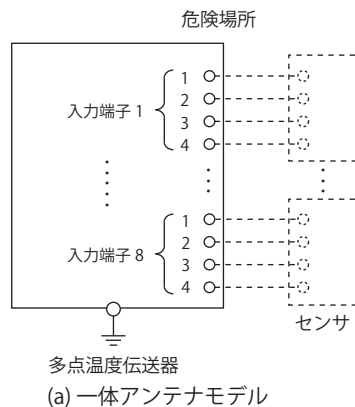 危険場所
入力端子 1
1
2
3
4
入力端子 8
1
2
3
4
センサ
多点温度伝送器
(a) 一体アンテナモデル